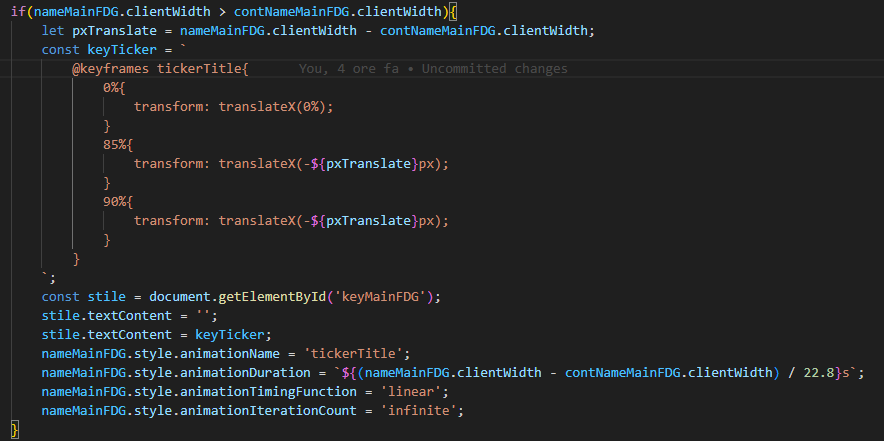 if(nameMainFDG.clientWidth > contNameMainFDG.clientWidth){
    let pxTranslate = nameMainFDG.clientWidth - contNameMainFDG.clientWidth;
    const keyTicker = `
        @keyframes tickerTitle{ You, 4 ore fa • Uncommitted changes
            0%{
                transform: translateX(0%);
            }
            85%{
                transform: translateX(-${pxTranslate}px);
            }
            90%{
                transform: translateX(-${pxTranslate}px);
            }
        }
    `;
    const stile = document.getElementById('keyMainFDG');
    stile.textContent = '';
    stile.textContent = keyTicker;
    nameMainFDG.style.animationName = 'tickerTitle';
    nameMainFDG.style.animationDuration = `${(nameMainFDG.clientWidth - contNameMainFDG.clientWidth) / 22.8}s`;
    nameMainFDG.style.animationTimingFunction = 'linear';
    nameMainFDG.style.animationIterationCount = 'infinite';
}